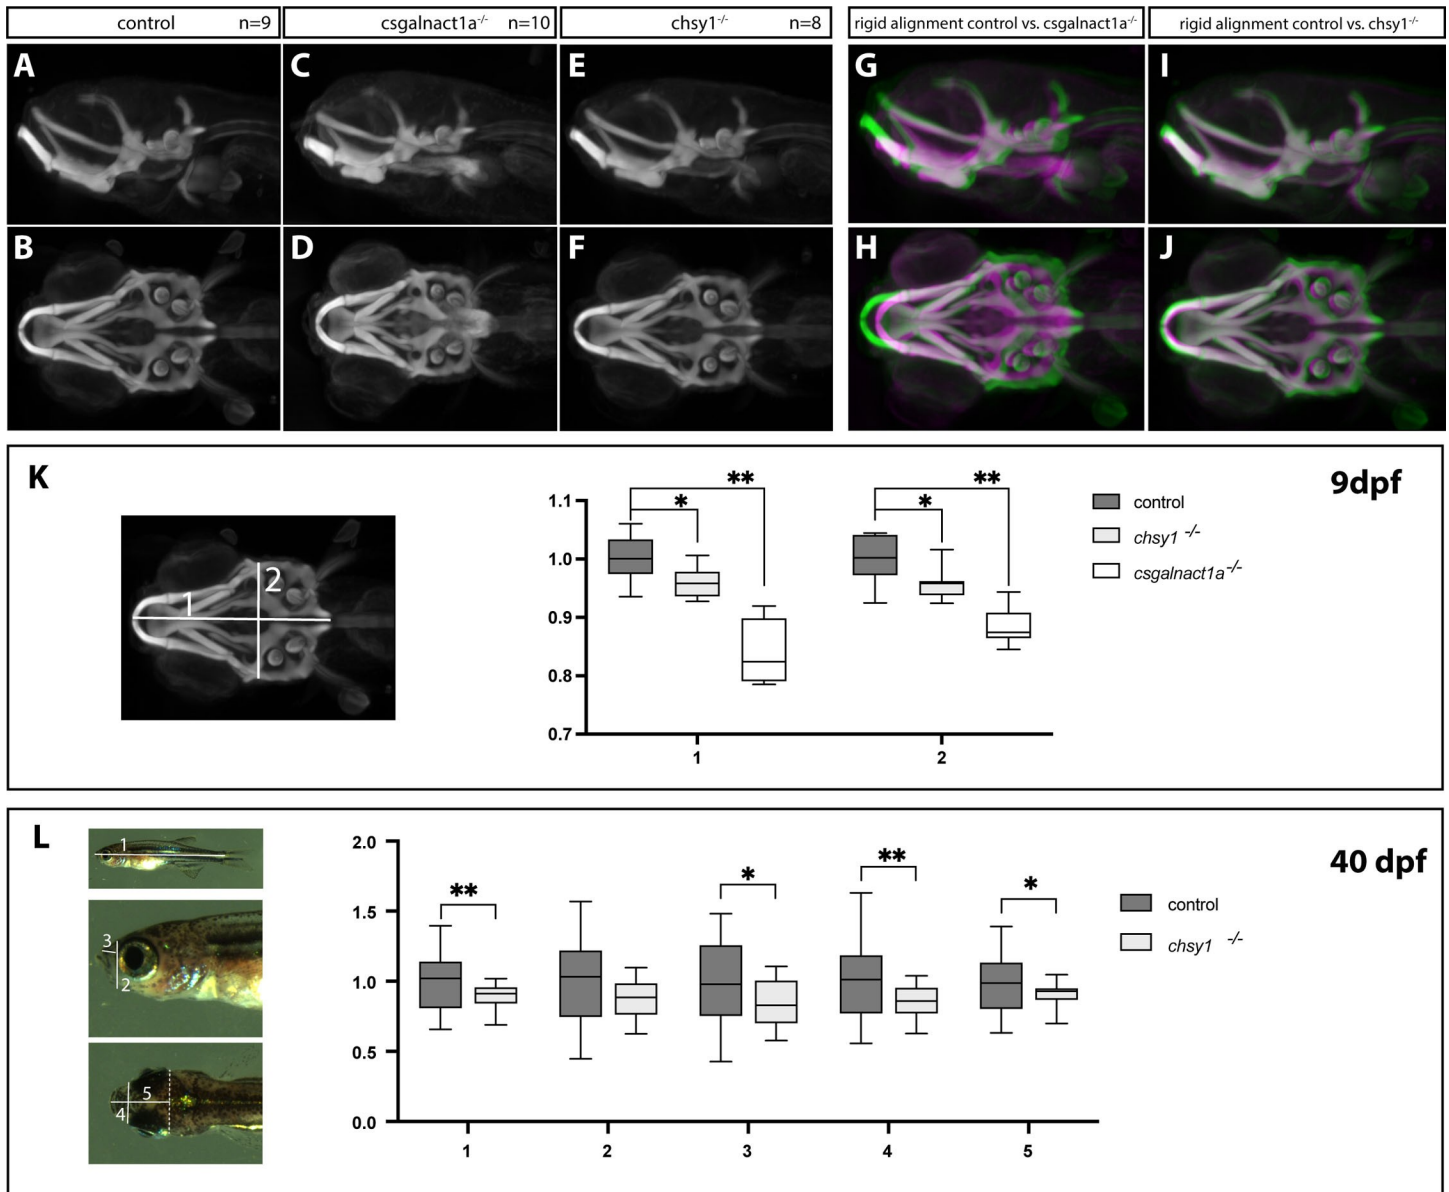 control n=9
csgalnact1a-/- n=10
chsy1-/- n=8
rigid alignment control vs. csgalnact1a-/-
rigid alignment control vs. chsy1-/-
A
C
E
G
I
B
D
F
H
J
K
9dpf
2
1
1.1
1.0
0.9
0.8
0.7
**
*
**
*
1
2
control
chsy1 -/-
csgalnact1a-/-
L
40 dpf
1
3
2
5
4
2.0
1.5
1.0
0.5
0.0
**
*
**
*
1
2
3
4
5
control
chsy1 -/-